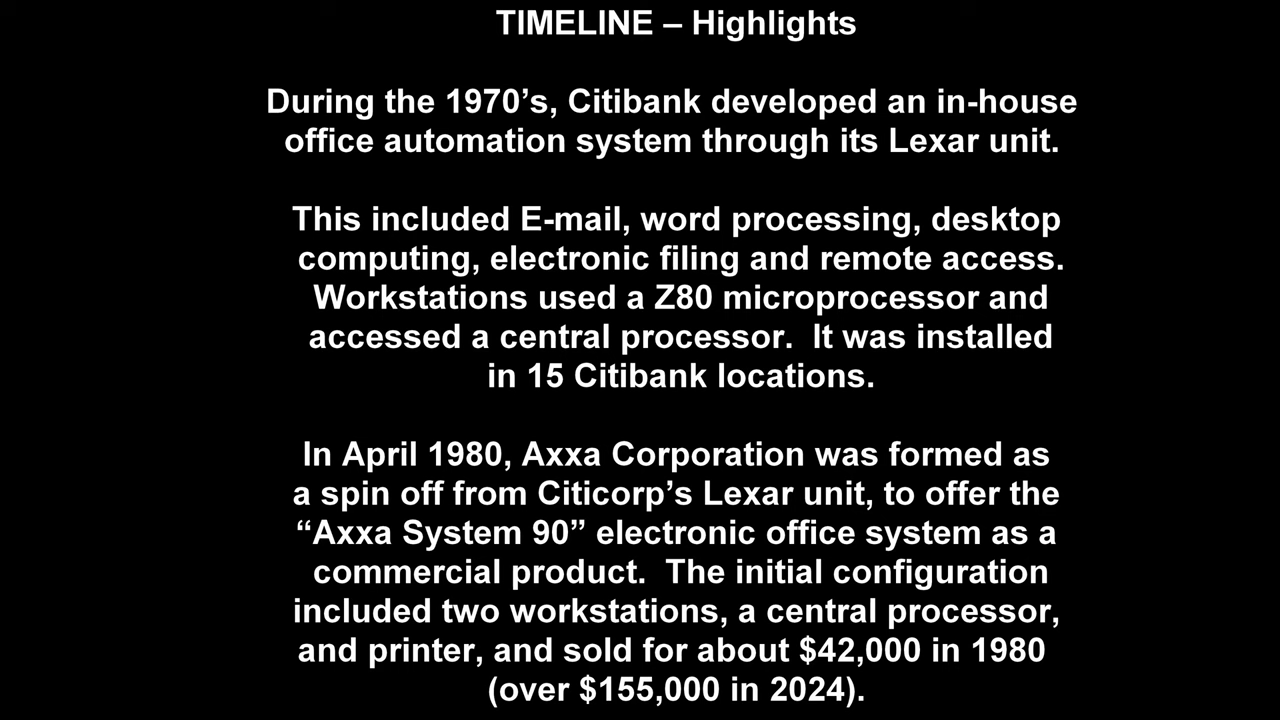 TIMELINE – Highlights
During the 1970’s, Citibank developed an in-house
office automation system through its Lexar unit.
This included E-mail, word processing, desktop
computing, electronic filing and remote access.
Workstations used a Z80 microprocessor and
accessed a central processor.  It was installed
in 15 Citibank locations.
In April 1980, Axxa Corporation was formed as
a spin off from Citicorp’s Lexar unit, to offer the
“Axxa System 90” electronic office system as a
commercial product.  The initial configuration
included two workstations, a central processor,
and printer, and sold for about $42,000 in 1980
(over $155,000 in 2024).